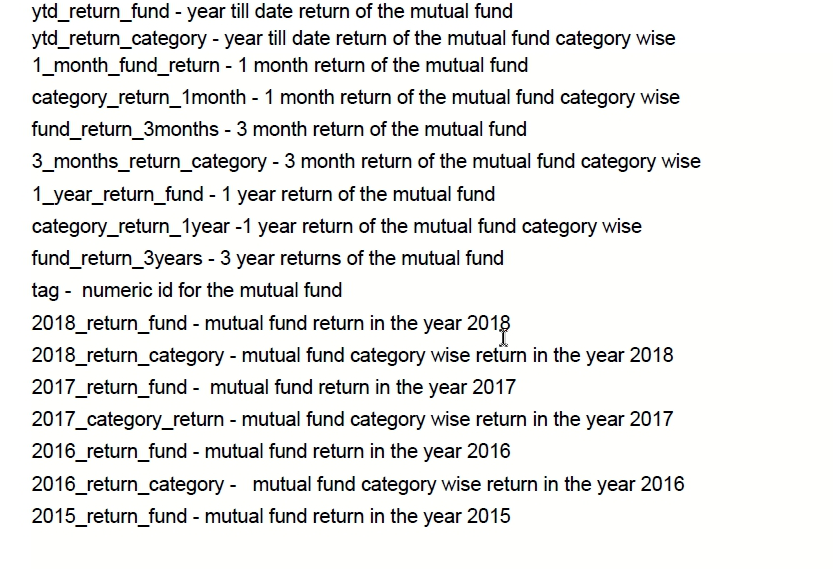 ytd_return_fund - year till date return of the mutual fund
ytd_return_category - year till date return of the mutual fund category wise
1_month_fund_return - 1 month return of the mutual fund
category_return_1month - 1 month return of the mutual fund category wise
fund_return_3months - 3 month return of the mutual fund
3_months_return_category - 3 month return of the mutual fund category wise
1_year_return_fund - 1 year return of the mutual fund
category_return_1year -1 year return of the mutual fund category wise
fund_return_3years - 3 year returns of the mutual fund
tag -  numeric id for the mutual fund
2018_return_fund - mutual fund return in the year 2018
2018_return_category - mutual fund category wise return in the year 2018
2017_return_fund -  mutual fund return in the year 2017
2017_category_return - mutual fund category wise return in the year 2017
2016_return_fund - mutual fund return in the year 2016
2016_return_category -   mutual fund category wise return in the year 2016
2015_return_fund - mutual fund return in the year 2015